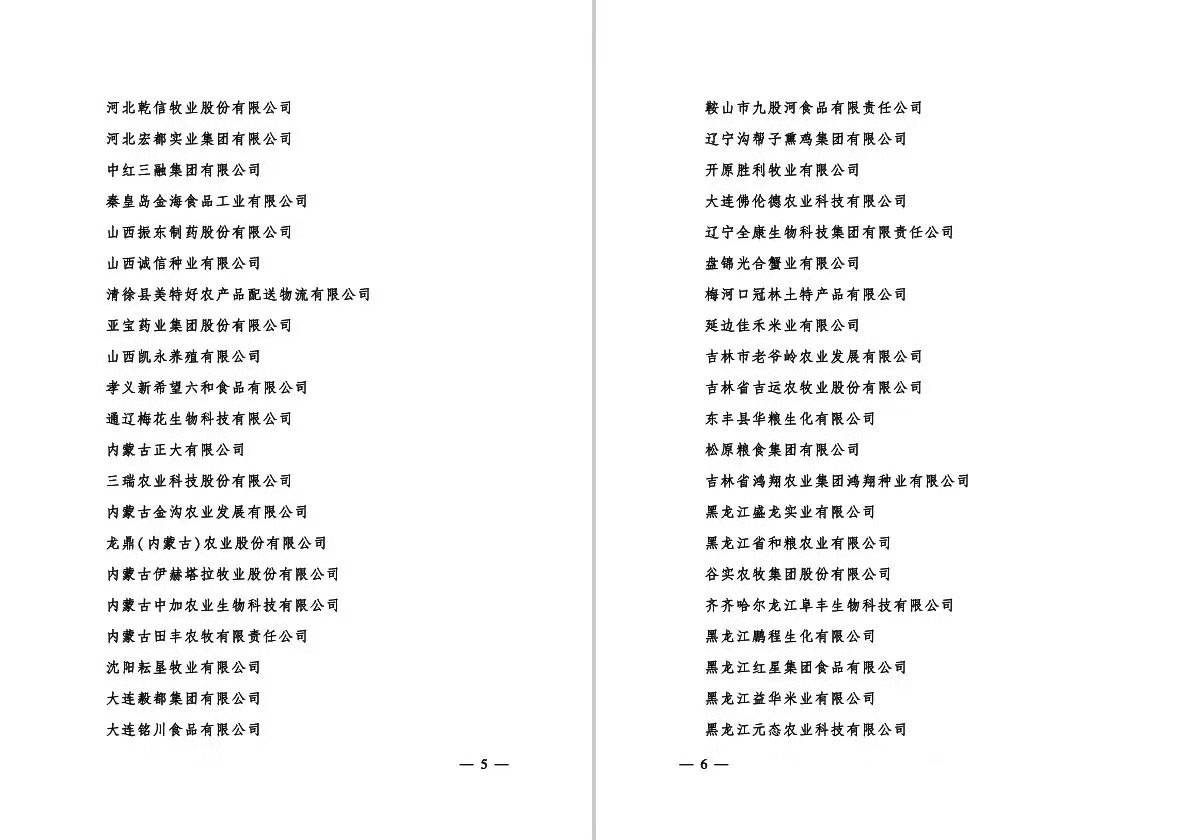 河北乾信牧业股份有限公司
河北宏都实业集团有限公司
中红三融集团有限公司
秦皇岛金海食品工业有限公司
山西振东制药股份有限公司
山西诚信种业有限公司
清徐县美特好农产品配送物流有限公司
亚宝药业集团股份有限公司
山西凯永养殖有限公司
孝义新希望六和食品有限公司
通辽梅花生物科技有限公司
内蒙古正大有限公司
三瑞农业科技股份有限公司
内蒙古金沟农业发展有限公司
龙鼎(内蒙古)农业股份有限公司
内蒙古伊赫塔拉牧业股份有限公司
内蒙古中加农业生物科技有限公司
内蒙古田丰农牧有限责任公司
沈阳耘垦牧业有限公司
大连毅都集团有限公司
大连铭川食品有限公司
— 5 —
鞍山市九股河食品有限责任公司
辽宁沟帮子熏鸡集团有限公司
开原胜利牧业有限公司
大连佛伦德农业科技有限公司
辽宁全康生物科技集团有限责任公司
盘锦光合蟹业有限公司
梅河口冠林土特产品有限公司
延边佳禾米业有限公司
吉林市老爷岭农业发展有限公司
吉林省吉运农牧业股份有限公司
东丰县华粮生化有限公司
松原粮食集团有限公司
吉林省鸿翔农业集团鸿翔种业有限公司
黑龙江盛龙实业有限公司
黑龙江省和粮农业有限公司
谷实农牧集团股份有限公司
齐齐哈尔龙江阜丰生物科技有限公司
黑龙江鹏程生化有限公司
黑龙江红星集团食品有限公司
黑龙江益华米业有限公司
黑龙江元态农业科技有限公司
— 6 —